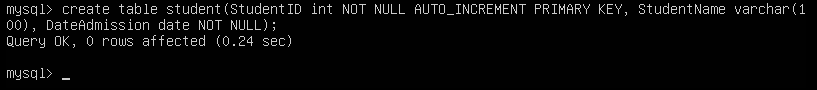 mysql> create table student(StudentID int NOT NULL AUTO_INCREMENT PRIMARY KEY, StudentName varchar(1
00), DateAdmission date NOT NULL);
Query OK, 0 rows affected (0.24 sec)
mysql> _